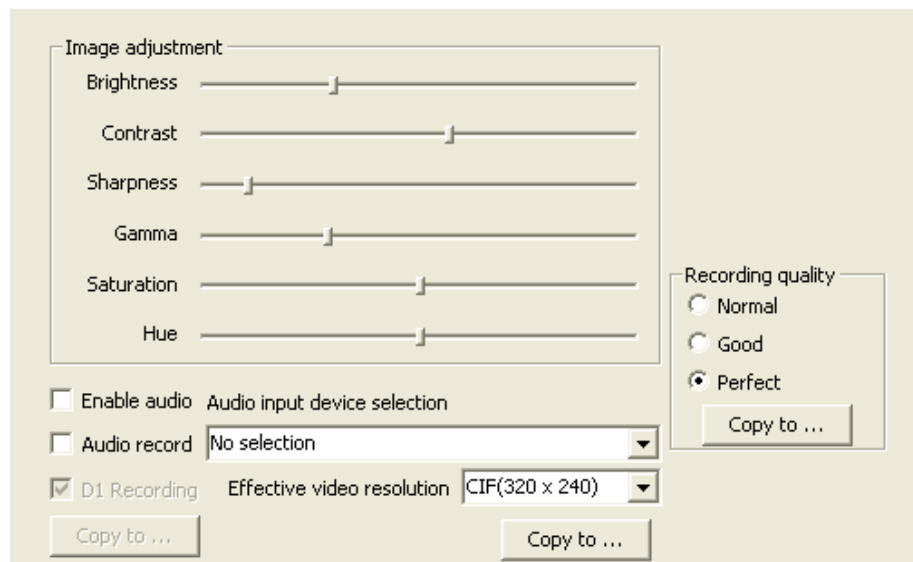 Image adjustment
Brightness
Contrast
Sharpness
Gamma
Saturation
Hue
Recording quality
Normal
Good
Perfect
Copy to ...
Enable audio Audio input device selection
Audio record No selection
D1 Recording Effective video resolution CIF(320 x 240)
Copy to ... Copy to ...